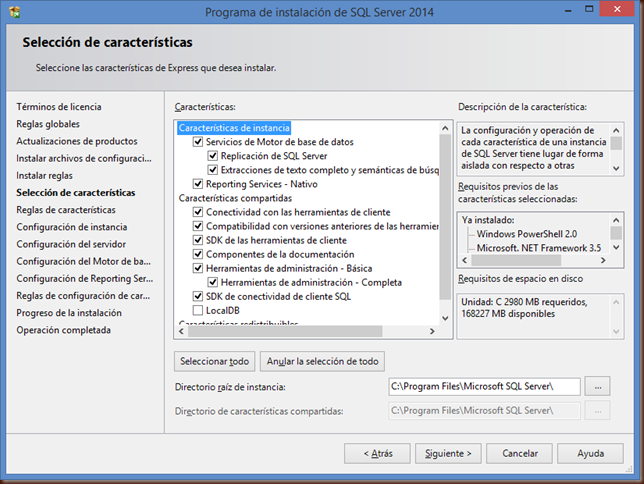 Programa de instalación de SQL Server 2014
Selección de características
Seleccione las características de Express que desea instalar.
Términos de licencia
Reglas globales
Actualizaciones de productos
Instalar archivos de configuraci...
Instalar reglas
Selección de características
Reglas de características
Configuración de instancia
Configuración del servidor
Configuración del Motor de ba...
Configuración de Reporting Ser...
Reglas de configuración de car...
Progreso de la instalación
Operación completada
Características:
Características de instancia
Servicios de Motor de base de datos
Replicación de SQL Server
Extracciones de texto completo y semánticas de búsq
Reporting Services - Nativo
Características compartidas
Conectividad con las herramientas de cliente
Compatibilidad con versiones anteriores de las herramier
SDK de las herramientas de cliente
Componentes de la documentación
Herramientas de administración - Básica
Herramientas de administración - Completa
SDK de conectividad de cliente SQL
LocalDB
Características redistribuibles
Descripción de la característica:
La configuración y operación de
cada característica de una instancia
de SQL Server tiene lugar de forma
aislada con respecto a otras
Requisitos previos de las
características seleccionadas:
Ya instalado:
Windows PowerShell 2.0
Microsoft .NET Framework 3.5
Requisitos de espacio en disco
Unidad: C 2980 MB requeridos,
168227 MB disponibles
Seleccionar todo
Anular la selección de todo
Directorio raíz de instancia:
C:\Program Files\Microsoft SQL Server\
...
Directorio de características compartidas:
C:\Program Files\Microsoft SQL Server\
...
< Atrás
Siguiente >
Cancelar
Ayuda